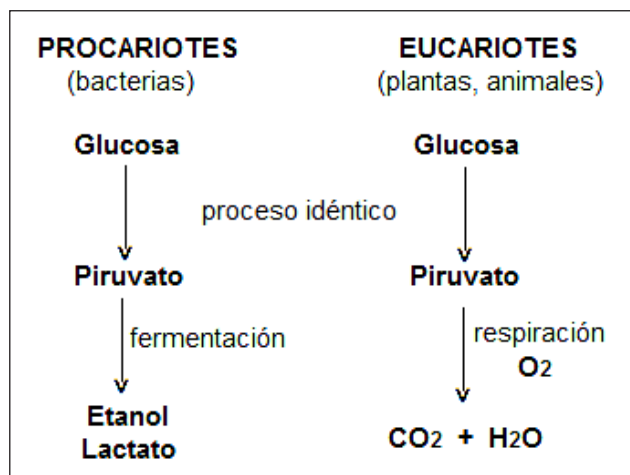 PROCARIOTES
(bacterias)
Glucosa
Piruvato
fermentación
Etanol
Lactato
proceso idéntico
EUCARIOTES
(plantas, animales)
Glucosa
Piruvato
respiración
O2
CO2 + H2O